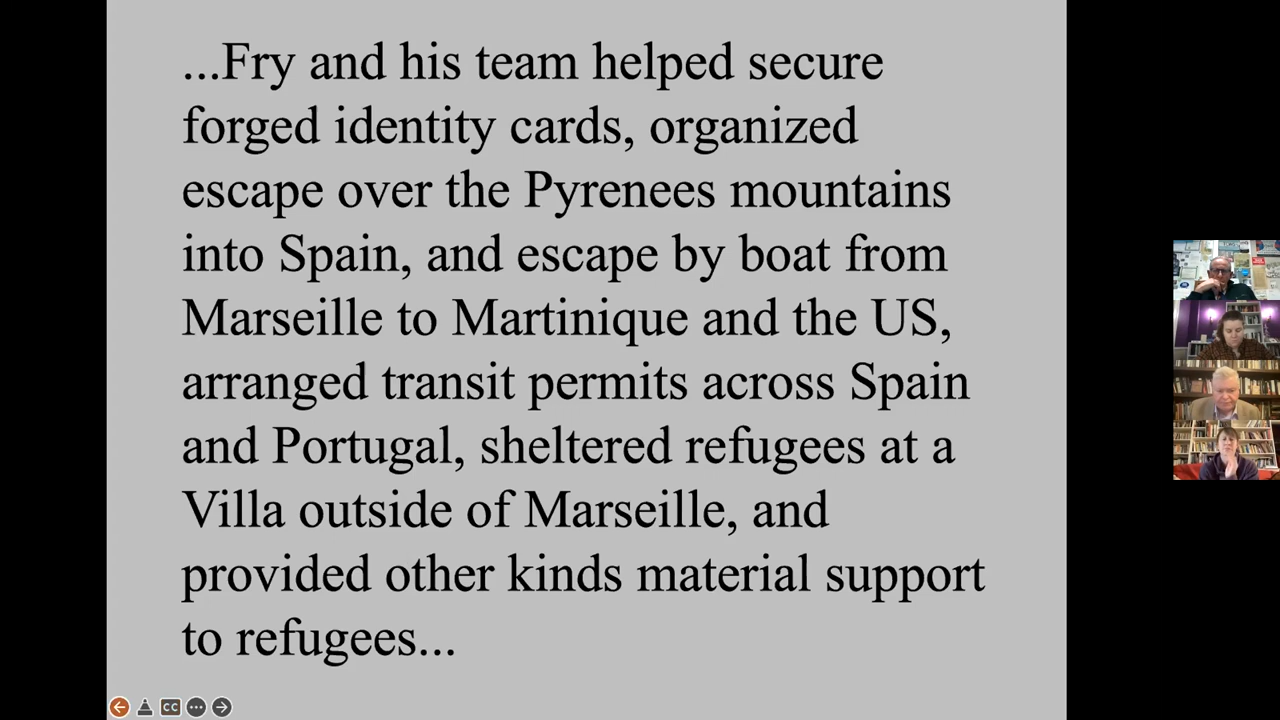 ...Fry and his team helped secure
forged identity cards, organized
escape over the Pyrenees mountains
into Spain, and escape by boat from
Marseille to Martinique and the US,
arranged transit permits across Spain
and Portugal, sheltered refugees at a
Villa outside of Marseille, and
provided other kinds material support
to refugees...
CC